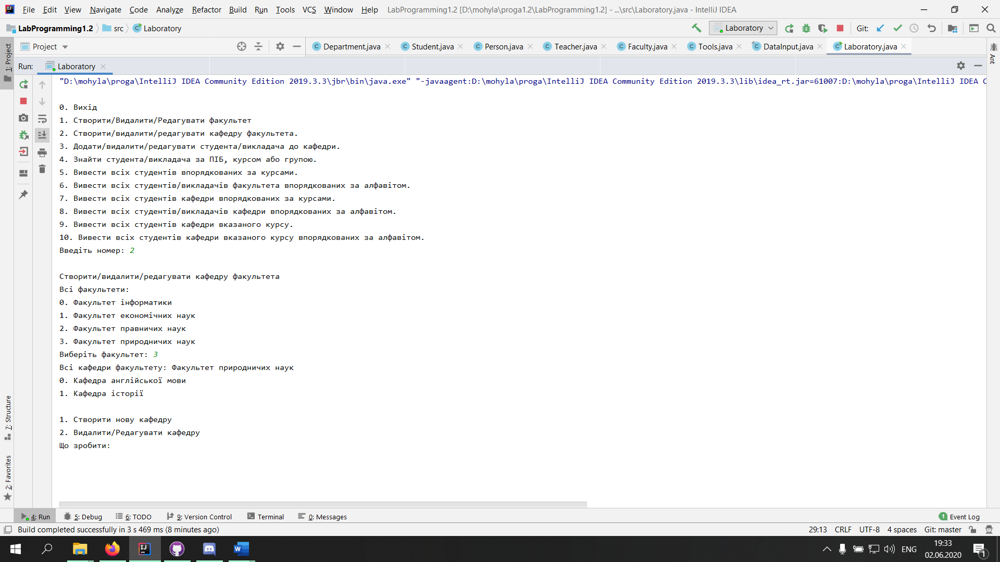 File Edit View Navigate Code Analyze Refactor Build Run Tools VCS Window Help LabProgramming1.2 [D:\mohyla\proga1.2\LabProgramming1.2] - ...\src\Laboratory.java - IntelliJ IDEA
LabProgramming1.2 src Laboratory Laboratory Git:
Project Department.java Student.java Person.java Teacher.java Faculty.java Tools.java DataInput.java Laboratory.java
1: Project
Ant
Run: Laboratory
"D:\mohyla\proga\IntelliJ IDEA Community Edition 2019.3.3\jbr\bin\java.exe" "-javaagent:D:\mohyla\proga\IntelliJ IDEA Community Edition 2019.3.3\lib\idea_rt.jar=61007:D:\mohyla\proga\IntelliJ IDEA C
0. Вихід
1. Створити/Видалити/Редагувати факультет
2. Створити/видалити/редагувати кафедру факультета.
3. Додати/видалити/редагувати студента/викладача до кафедри.
4. Знайти студента/викладача за ПІБ, курсом або групою.
5. Вивести всіх студентів впорядкованих за курсами.
6. Вивести всіх студентів/викладачів факультета впорядкованих за алфавітом.
7. Вивести всіх студентів кафедри впорядкованих за курсами.
8. Вивести всіх студентів/викладачів кафедри впорядкованих за алфавітом.
9. Вивести всіх студентів кафедри вказаного курсу.
10. Вивести всіх студентів кафедри вказаного курсу впорядкованих за алфавітом.
Введіть номер: 2
Створити/видалити/редагувати кафедру факультета
Всі факультети:
0. Факультет інформатики
1. Факультет економічних наук
2. Факультет правничих наук
3. Факультет природничих наук
Виберіть факультет: 3
Всі кафедри факультету: Факультет природничих наук
0. Кафедра англійської мови
1. Кафедра історії
1. Створити нову кафедру
2. Видалити/Редагувати кафедру
Що зробити:
7: Structure
2: Favorites
4: Run 5: Debug 6: TODO 9: Version Control Terminal 0: Messages 1 Event Log
Build completed successfully in 3 s 469 ms (8 minutes ago) 29:13 CRLF UTF-8 4 spaces Git: master
ENG 19:33
02.06.2020
1